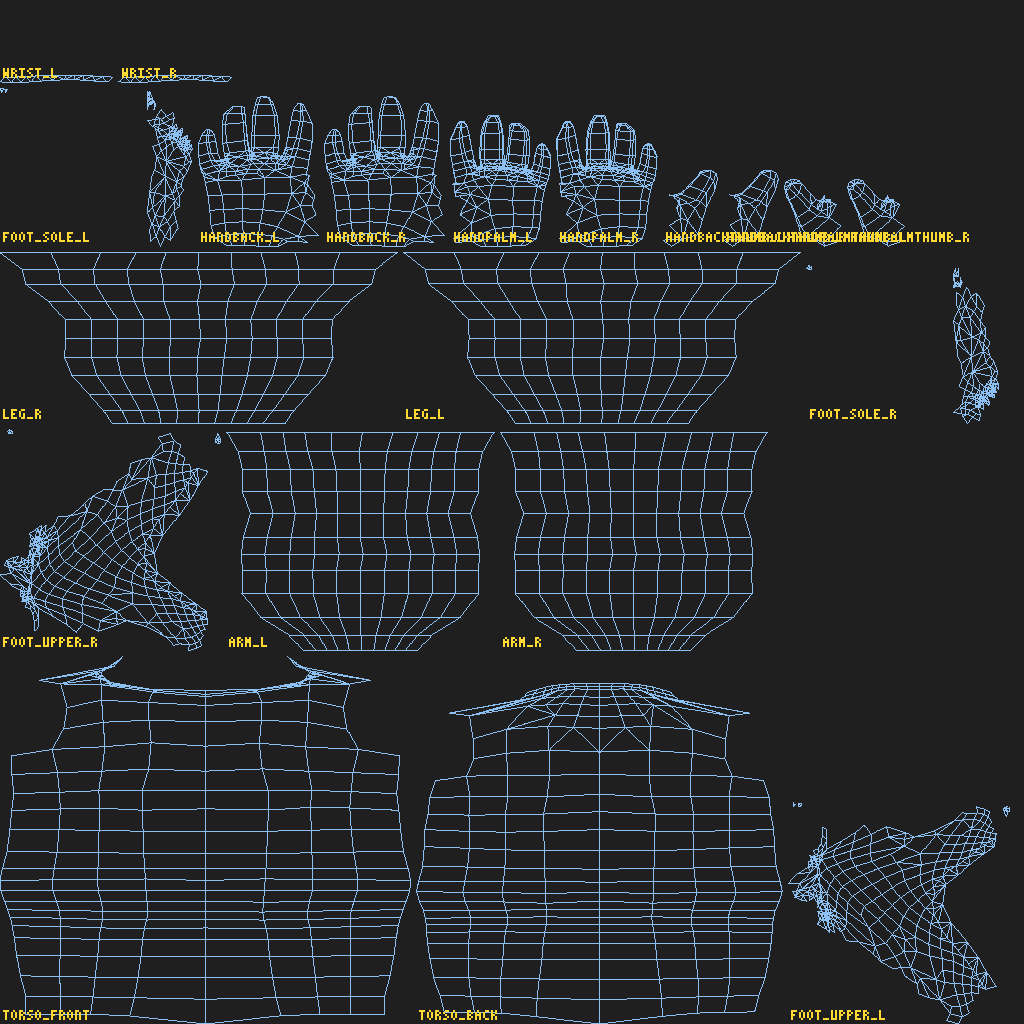 WRIST_L
WRIST_R
FOOT_SOLE_L
HANDBACK_L
HANDBACK_R
HANDPALM_L
HANDPALM_R
LEG_R
LEG_L
FOOT_SOLE_R
FOOT_UPPER_R
ARM_L
ARM_R
TORSO_FRONT
TORSO_BACK
FOOT_UPPER_L